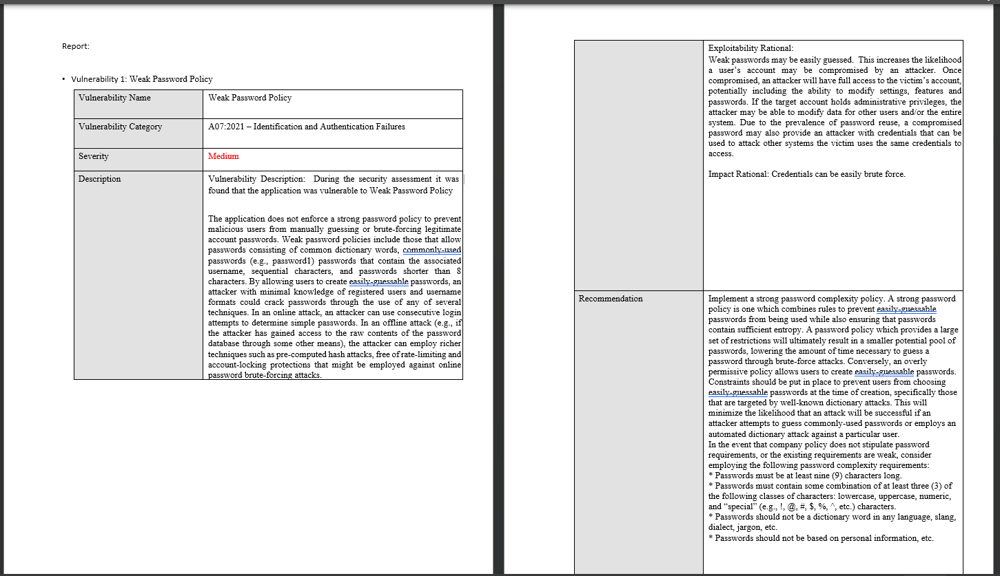 Report:
• Vulnerability 1: Weak Password Policy
Vulnerability Name
Weak Password Policy
Vulnerability Category
A07:2021 – Identification and Authentication Failures
Severity
Medium
Description
Vulnerability Description: During the security assessment it was
found that the application was vulnerable to Weak Password Policy
The application does not enforce a strong password policy to prevent
malicious users from manually guessing or brute-forcing legitimate
account passwords. Weak password policies include those that allow
passwords consisting of common dictionary words, commonly-used
passwords (e.g., password1) passwords that contain the associated
username, sequential characters, and passwords shorter than 8
characters. By allowing users to create easily-guessable passwords, an
attacker with minimal knowledge of registered users and username
formats could crack passwords through the use of any of several
techniques. In an online attack, an attacker can use consecutive login
attempts to determine simple passwords. In an offline attack (e.g., if
the attacker has gained access to the raw contents of the password
database through some other means), the attacker can employ richer
techniques such as pre-computed hash attacks, free of rate-limiting and
account-locking protections that might be employed against online
password brute-forcing attacks.
Exploitability Rational:
Weak passwords may be easily guessed. This increases the likelihood
a user's account may be compromised by an attacker. Once
compromised, an attacker will have full access to the victim's account,
potentially including the ability to modify settings, features and
passwords. If the target account holds administrative privileges, the
attacker may be able to modify data for other users and/or the entire
system. Due to the prevalence of password reuse, a compromised
password may also provide an attacker with credentials that can be
used to attack other systems the victim uses the same credentials to
access.
Impact Rational: Credentials can be easily brute force.
Recommendation
Implement a strong password complexity policy. A strong password
policy is one which combines rules to prevent easily-guessable
passwords from being used while also ensuring that passwords
contain sufficient entropy. A password policy which provides a large
set of restrictions will ultimately result in a smaller potential pool of
passwords, lowering the amount of time necessary to guess a
password through brute-force attacks. Conversely, an overly
permissive policy allows users to create easily-guessable passwords.
Constraints should be put in place to prevent users from choosing
easily-guessable passwords at the time of creation, specifically those
that are targeted by well-known dictionary attacks. This will
minimize the likelihood that an attack will be successful if an
attacker attempts to guess commonly-used passwords or employs an
automated dictionary attack against a particular user.
In the event that company policy does not stipulate password
requirements, or the existing requirements are weak, consider
employing the following password complexity requirements:
* Passwords must be at least nine (9) characters long.
* Passwords must contain some combination of at least three (3) of
the following classes of characters: lowercase, uppercase, numeric,
and “special” (e.g., !, @, #, $, %, ^, etc.) characters.
* Passwords should not be a dictionary word in any language, slang,
dialect, jargon, etc.
* Passwords should not be based on personal information, etc.